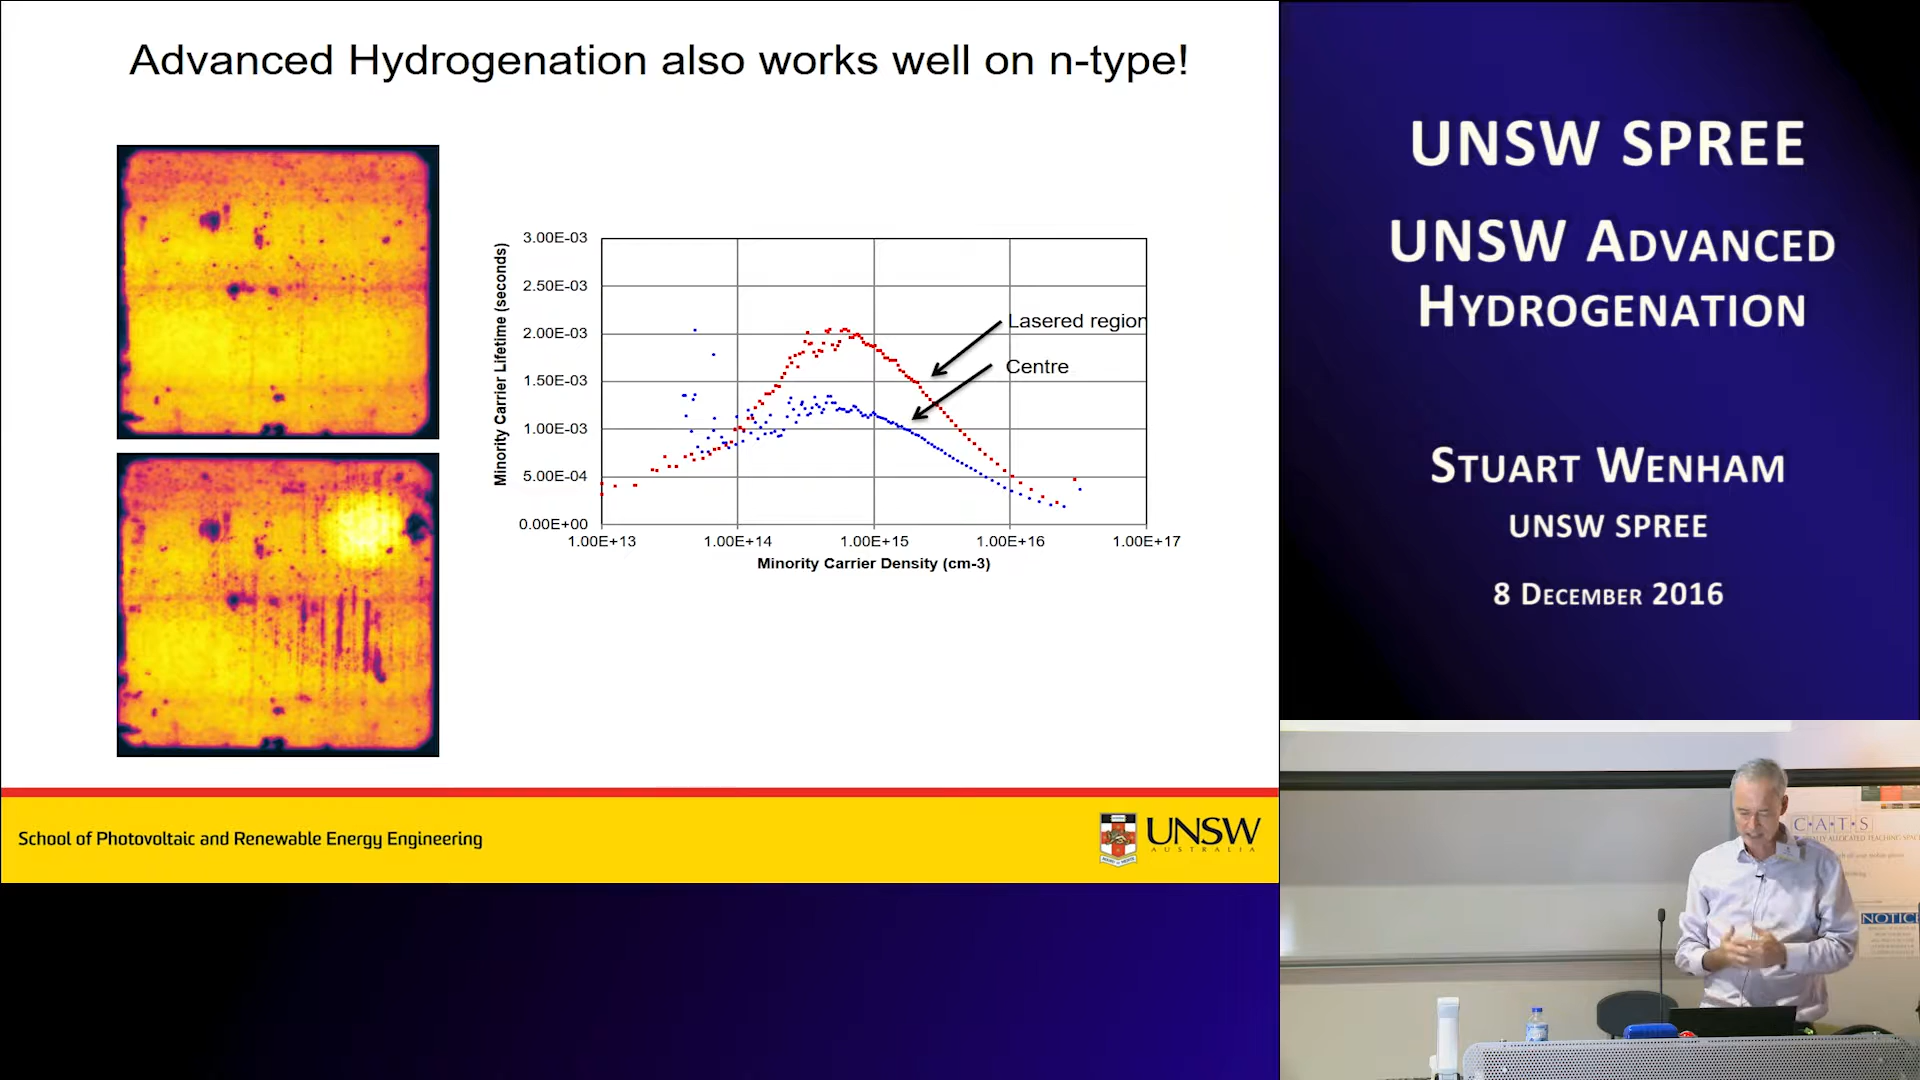 Advanced Hydrogenation also works well on n-type!
Minority Carrier Lifetime (seconds)
3.00E-03
2.50E-03
2.00E-03
1.50E-03
1.00E-03
5.00E-04
0.00E+00
Lasered region
Centre
1.00E+13 1.00E+14 1.00E+15 1.00E+16 1.00E+17
Minority Carrier Density (cm-3)
School of Photovoltaic and Renewable Energy Engineering
UNSW
AUSTRALIA
UNSW SPREE
UNSW ADVANCED
HYDROGENATION
STUART WENHAM
UNSW SPREE
8 DECEMBER 2016
C·A·T·S
NOTIC